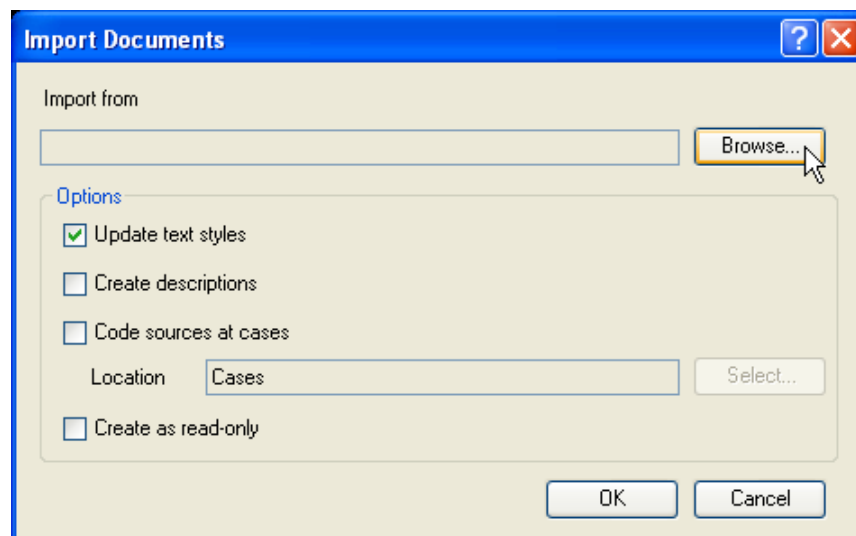 Import Documents
?
Import from
Browse...
Options
Update text styles
Create descriptions
Code sources at cases
Location Cases Select...
Create as read-only
OK Cancel